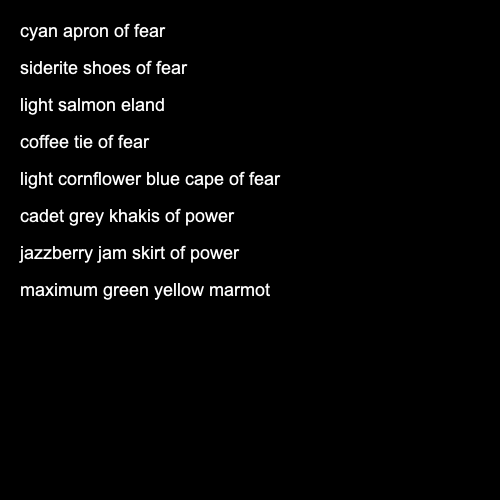 cyan apron of fear
siderite shoes of fear
light salmon eland
coffee tie of fear
light cornflower blue cape of fear
cadet grey khakis of power
jazzberry jam skirt of power
maximum green yellow marmot